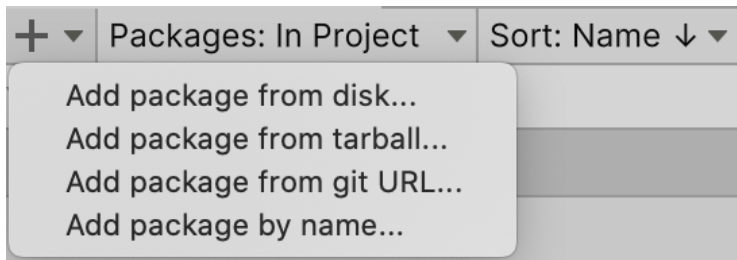 Packages: In Project Sort: Name ↓
Add package from disk...
Add package from tarball...
Add package from git URL...
Add package by name...